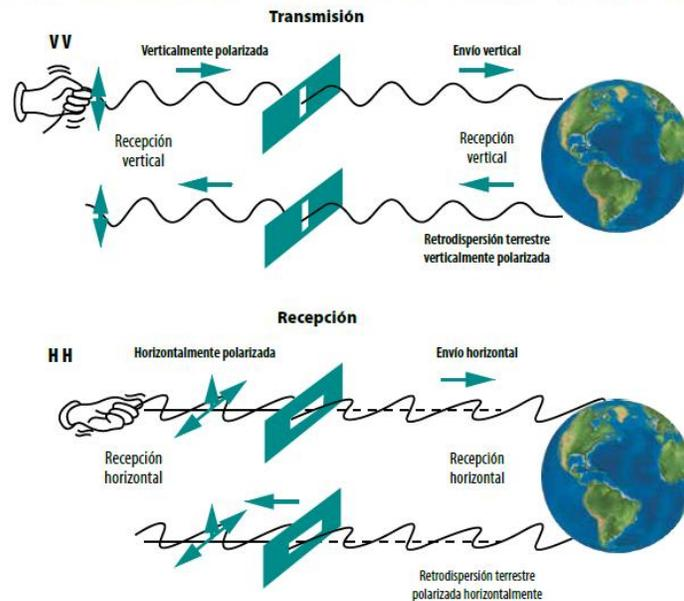 Transmisión
V V
Verticalmente polarizada
Envío vertical
Recepción
vertical
Recepción
vertical
Retrodispersión terrestre
verticalmente polarizada
Recepción
H H
Horizontalmente polarizada
Envío horizontal
Recepción
horizontal
Recepción
horizontal
Retrodispersión terrestre
polarizada horizontalmente